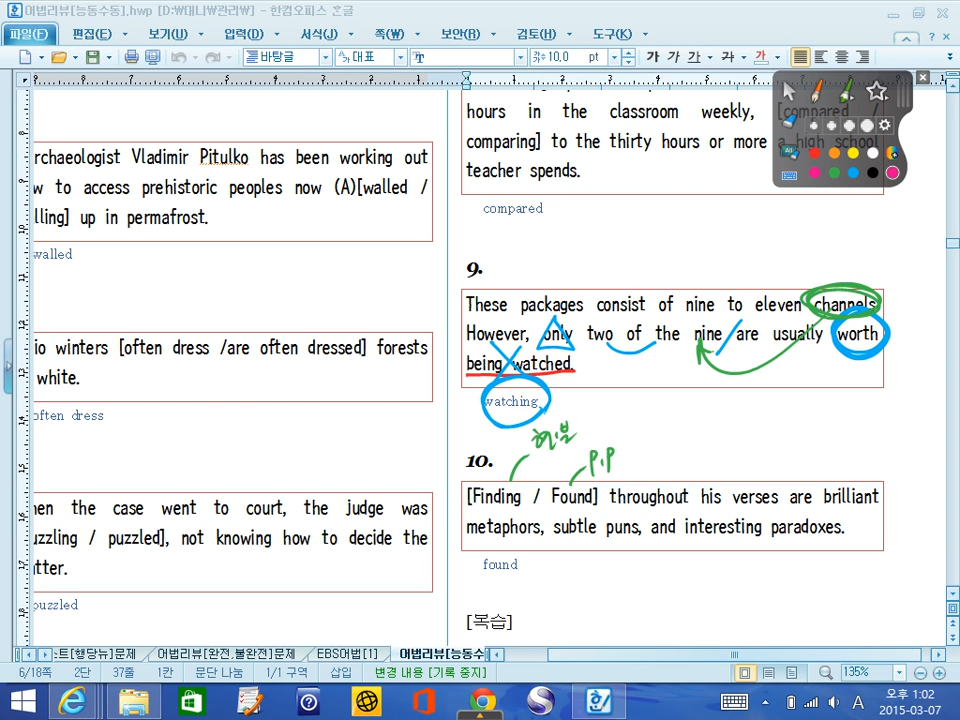 어법리뷰[능동수동].hwp [D:\대니\관리\] - 한컴오피스 한글
파일(F) 편집(E) 보기(U) 입력(D) 서식(J) 쪽(W) 보안(R) 검토(H) 도구(K)
바탕글 대표 10.0 pt 가 가 가 가 가
hours in the classroom weekly, [compared /
comparing] to the thirty hours or more a high school
teacher spends.
compared
rchaeologist Vladimir Pitulko has been working out
w to access prehistoric peoples now (A)[walled /
lling] up in permafrost.
walled
io winters [often dress /are often dressed] forests
white.
often dress
en the case went to court, the judge was
uzzling / puzzled], not knowing how to decide the
tter.
puzzled
9.
These packages consist of nine to eleven channels.
However, only two of the nine are usually worth
being watched.
watching
현.분
P.P
10.
[Finding / Found] throughout his verses are brilliant
metaphors, subtle puns, and interesting paradoxes.
found
[복습]
트[행당뉴]문제 어법리뷰[완전,불완전]문제 EBS어법[1] 어법리뷰[능동수
6/18쪽 2단 37줄 1칸 문단 나눔 1/1 구역 삽입 변경 내용 [기록 중지] 135%
A 오후 1:02
2015-03-07